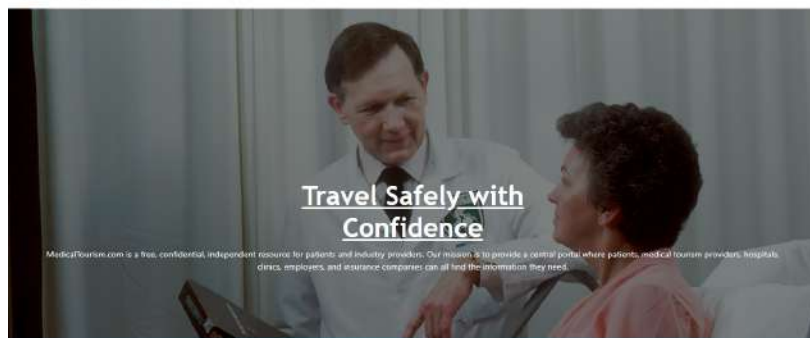 Travel Safely with
Confidence
MedicalTourism.com is a free, confidential, independent resource for patients and industry providers. Our mission is to provide a central portal where patients, medical tourism providers, hospitals,
clinics, employers, and insurance companies can all find the information they need.